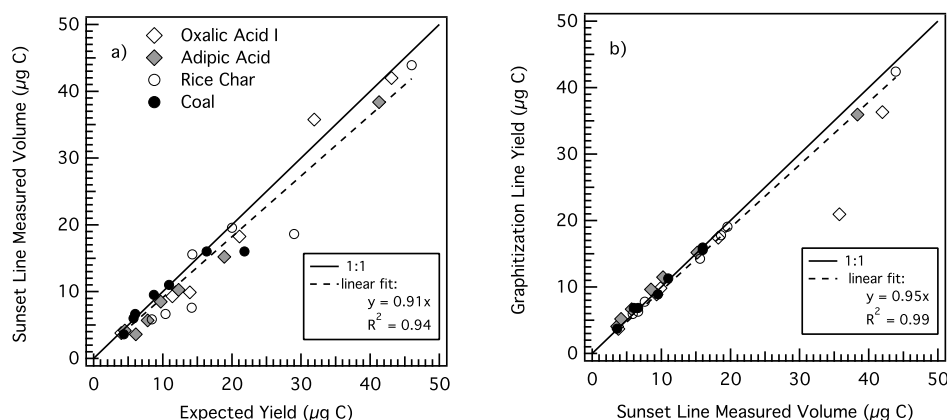 a)
Oxalic Acid I
Adipic Acid
Rice Char
Coal
Sunset Line Measured Volume (µg C)
50
40
30
20
10
0
1:1
linear fit:
y = 0.91x
R² = 0.94
0 10 20 30 40 50
Expected Yield (µg C)
b)
Graphitization Line Yield (µg C)
50
40
30
20
10
0
1:1
linear fit:
y = 0.95x
R² = 0.99
0 10 20 30 40 50
Sunset Line Measured Volume (µg C)